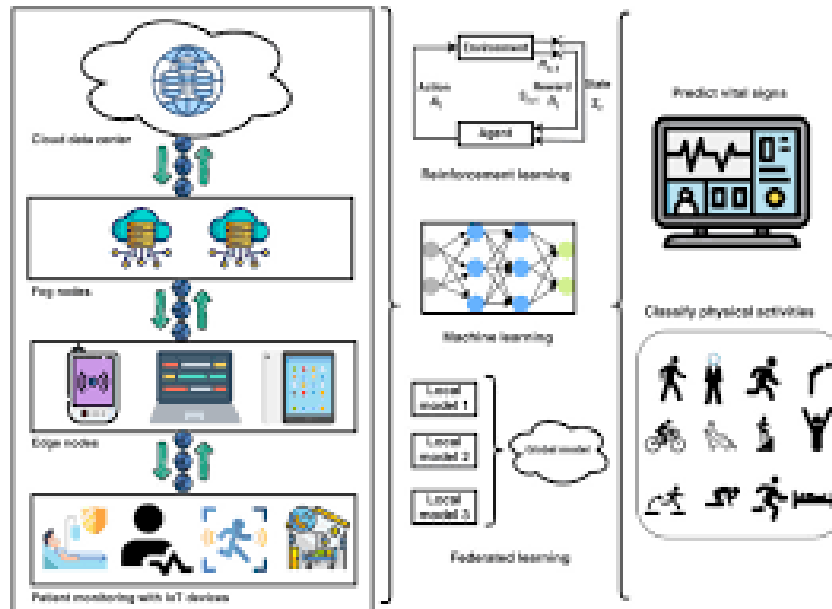 Cloud data center
Fog nodes
Edge nodes
Patient monitoring with IoT devices
Environment
Action
Reward
State
Agent
Reinforcement learning
Machine learning
Local
model 1
Local
model 2
Local
model 3
Global model
Federated learning
Predict vital signs
Classify physical activities